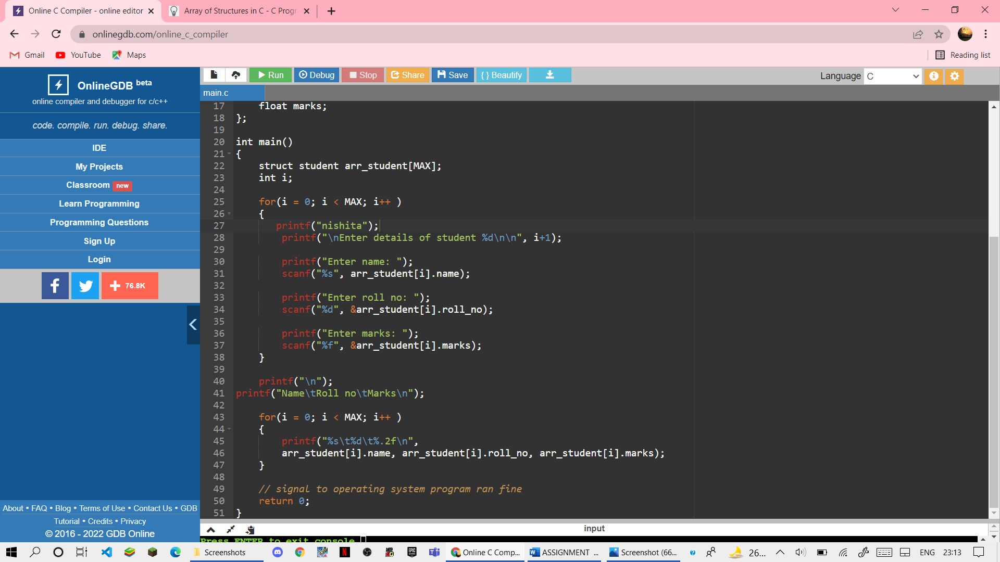 Online C Compiler - online editor
Array of Structures in C - C Progr
onlinegdb.com/online_c_compiler
Gmail YouTube Maps Reading list
OnlineGDB beta
online compiler and debugger for c/c++
code. compile. run. debug. share.
IDE
My Projects
Classroom new
Learn Programming
Programming Questions
Sign Up
Login
f 76.8K
About • FAQ • Blog • Terms of Use • Contact Us • GDB
Tutorial • Credits • Privacy
© 2016 - 2022 GDB Online
Run Debug Stop Share Save { } Beautify Language C
main.c
17 float marks;
18 };
19
20 int main()
21 {
22 struct student arr_student[MAX];
23 int i;
24
25 for(i = 0; i < MAX; i++ )
26 {
27 printf("nishita");
28 printf("\nEnter details of student %d\n\n", i+1);
29
30 printf("Enter name: ");
31 scanf("%s", arr_student[i].name);
32
33 printf("Enter roll no: ");
34 scanf("%d", &arr_student[i].roll_no);
35
36 printf("Enter marks: ");
37 scanf("%f", &arr_student[i].marks);
38 }
39
40 printf("\n");
41 printf("Name\tRoll no\tMarks\n");
42
43 for(i = 0; i < MAX; i++ )
44 {
45 printf("%s\t%d\t%.2f\n",
46 arr_student[i].name, arr_student[i].roll_no, arr_student[i].marks);
47 }
48
49 // signal to operating system program ran fine
50 return 0;
51 }
input
Press ENTER to exit console.
Screenshots Online C Comp... ASSIGNMENT ... Screenshot (66... 26... ENG 23:13